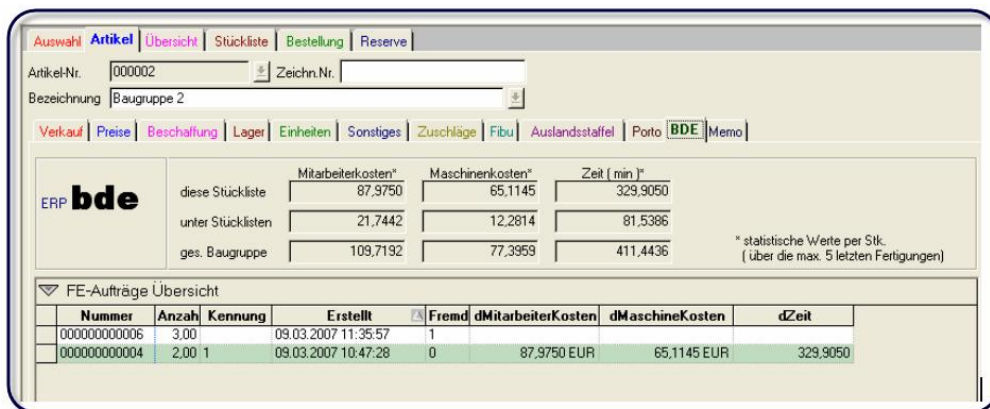 Auswahl Artikel Übersicht Stückliste Bestellung Reserve
Artikel-Nr. 000002 Zeichn.Nr.
Bezeichnung Baugruppe 2
Verkauf Preise Beschaffung Lager Einheiten Sonstiges Zuschläge Fibu Auslandsstaffel Porto BDE Memo
Mitarbeiterkosten* Maschinenkosten* Zeit ( min )*
ERP bde
diese Stückliste 87,9750 65,1145 329,9050
unter Stücklisten 21,7442 12,2814 81,5386
ges. Baugruppe 109,7192 77,3959 411,4436
* statistische Werte per Stk.
( über die max. 5 letzten Fertigungen)
FE-Aufträge Übersicht
Nummer Anzah Kennung Erstellt Fremd dMitarbeiterKosten dMaschineKosten dZeit
000000000006 3,00 09.03.2007 11:35:57 1
000000000004 2,00 1 09.03.2007 10:47:28 0 87,9750 EUR 65,1145 EUR 329,9050